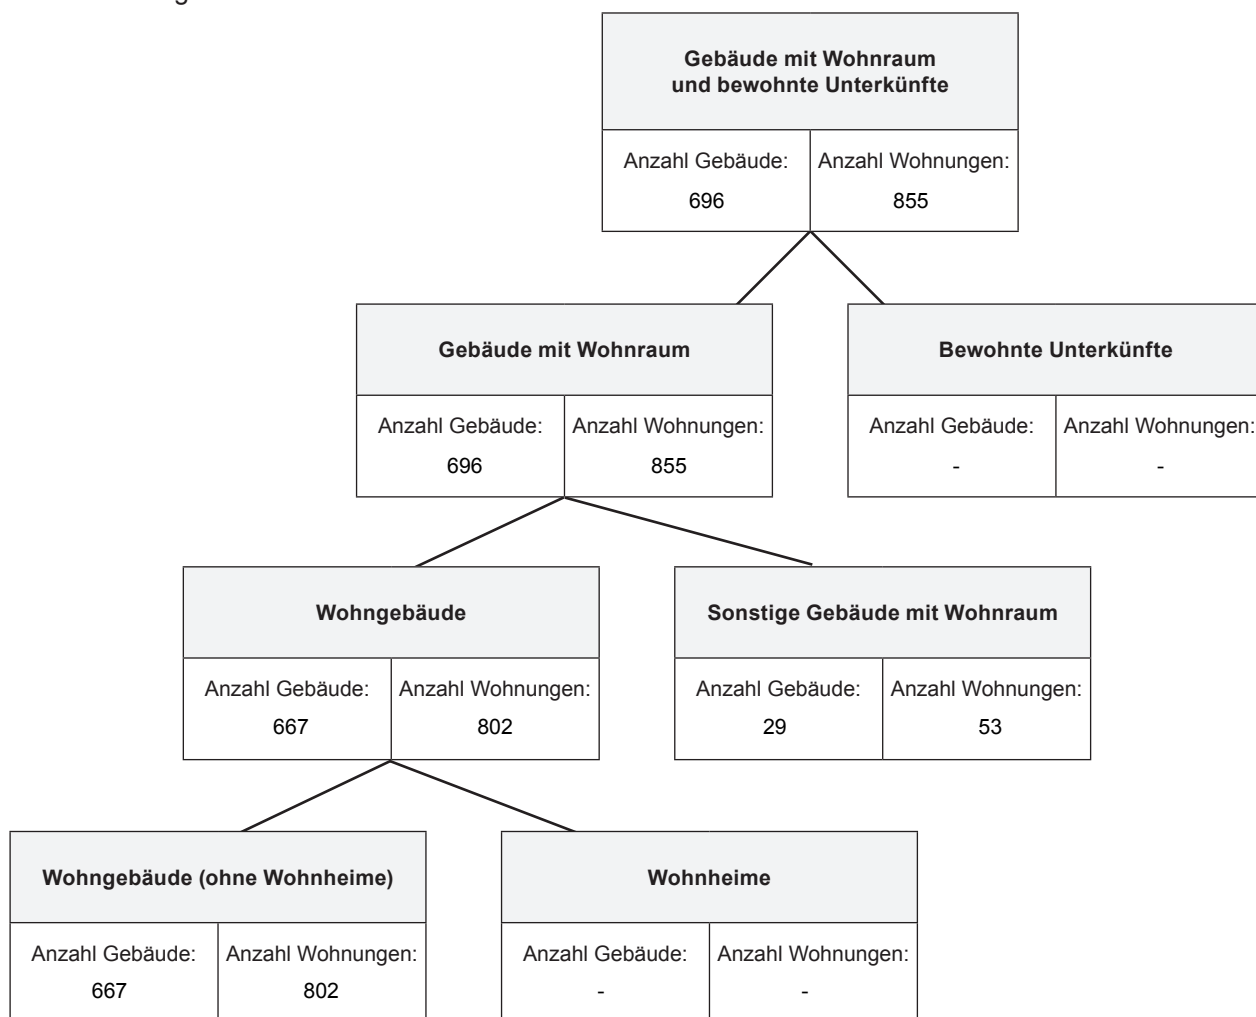 Gebäude mit Wohnraum
und bewohnte Unterkünfte
Anzahl Gebäude: Anzahl Wohnungen:
696 855
Gebäude mit Wohnraum Bewohnte Unterkünfte
Anzahl Gebäude: Anzahl Wohnungen: Anzahl Gebäude: Anzahl Wohnungen:
696 855 - -
Wohngebäude Sonstige Gebäude mit Wohnraum
Anzahl Gebäude: Anzahl Wohnungen: Anzahl Gebäude: Anzahl Wohnungen:
667 802 29 53
Wohngebäude (ohne Wohnheime) Wohnheime
Anzahl Gebäude: Anzahl Wohnungen: Anzahl Gebäude: Anzahl Wohnungen:
667 802 - -